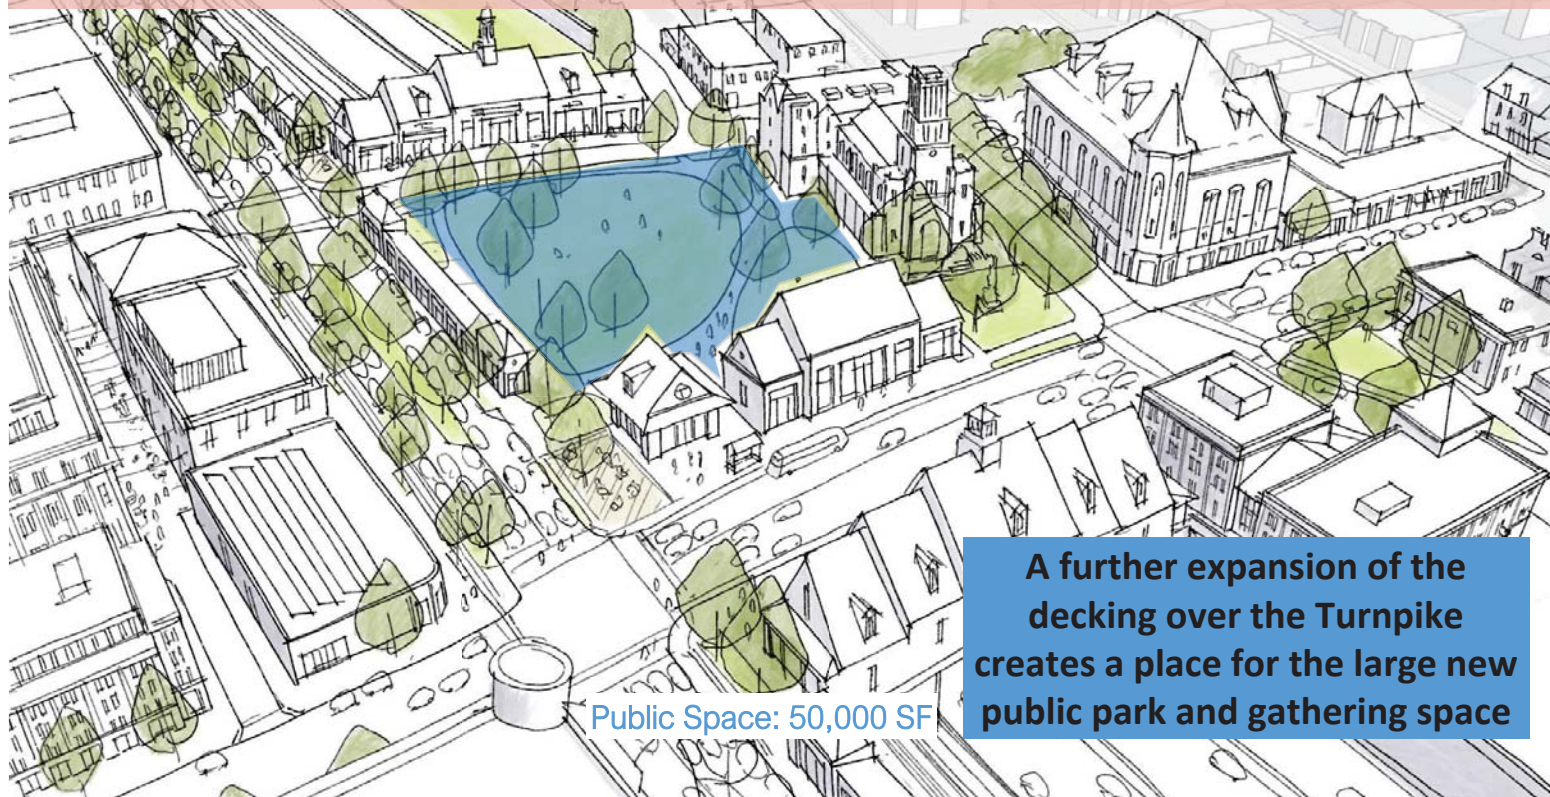 A further expansion of the
decking over the Turnpike
creates a place for the large new
public park and gathering space
Public Space: 50,000 SF